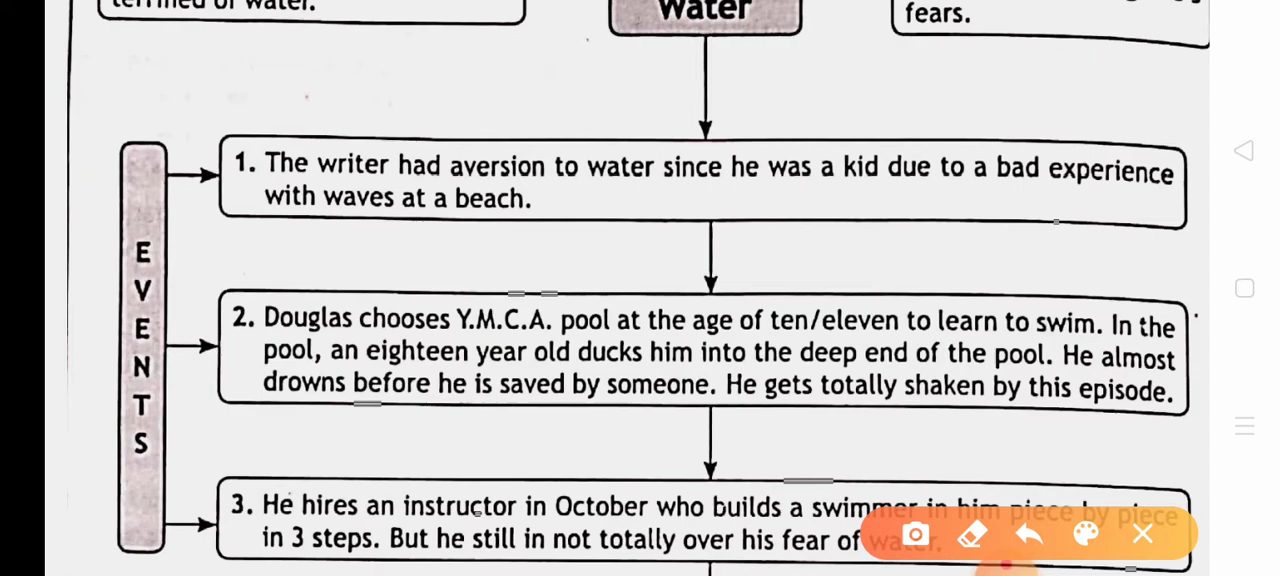 terrified of water.
Water
fears.
EVENTS
1. The writer had aversion to water since he was a kid due to a bad experience
with waves at a beach.
2. Douglas chooses Y.M.C.A. pool at the age of ten/eleven to learn to swim. In the
pool, an eighteen year old ducks him into the deep end of the pool. He almost
drowns before he is saved by someone. He gets totally shaken by this episode.
3. He hires an instructor in October who builds a swimmer in him piece by piece
in 3 steps. But he still in not totally over his fear of water.